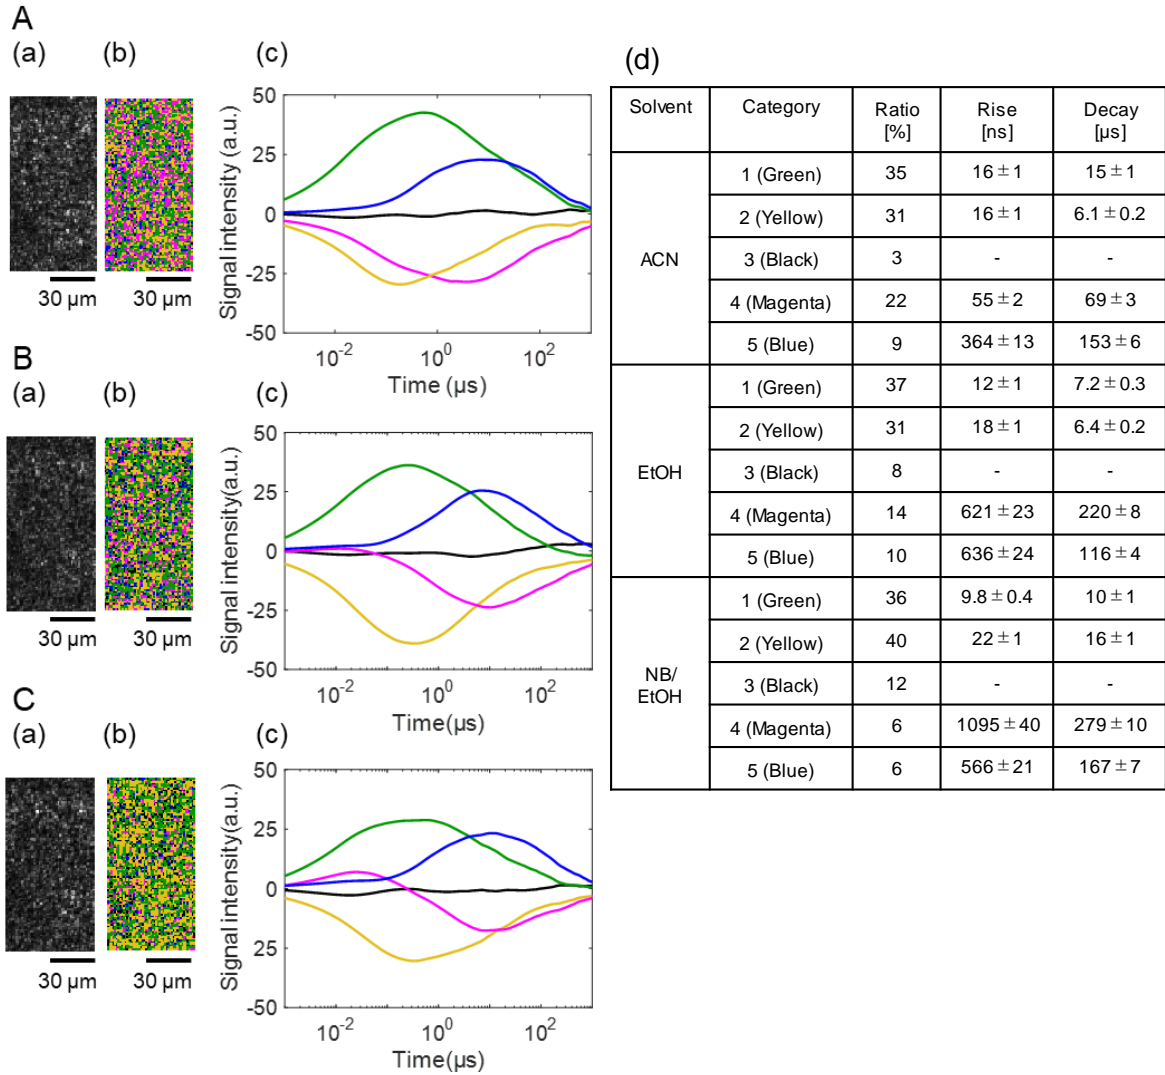 A
(a) (b) (c)
50
25
0
-25
-50
Signal intensity (a.u.)
10-2 100 102
Time (µs)
30 µm 30 µm
B
(a) (b) (c)
50
25
0
-25
-50
Signal intensity(a.u.)
10-2 100 102
Time(µs)
30 µm 30 µm
C
(a) (b) (c)
50
25
0
25
-50
Signal intensity(a.u.)
10-2 100 102
Time(µs)
30 µm 30 µm
(d)
Solvent Category Ratio [%] Rise [ns] Decay [µs]
ACN
1 (Green) 35 16±1 15±1
2 (Yellow) 31 16±1 6.1±0.2
3 (Black) 3 - -
4 (Magenta) 22 55±2 69±3
5 (Blue) 9 364±13 153±6
EtOH
1 (Green) 37 12±1 7.2±0.3
2 (Yellow) 31 18±1 6.4±0.2
3 (Black) 8 - -
4 (Magenta) 14 621±23 220±8
5 (Blue) 10 636±24 116±4
NB/
EtOH
1 (Green) 36 9.8±0.4 10±1
2 (Yellow) 40 22±1 16±1
3 (Black) 12 - -
4 (Magenta) 6 1095±40 279±10
5 (Blue) 6 566±21 167±7